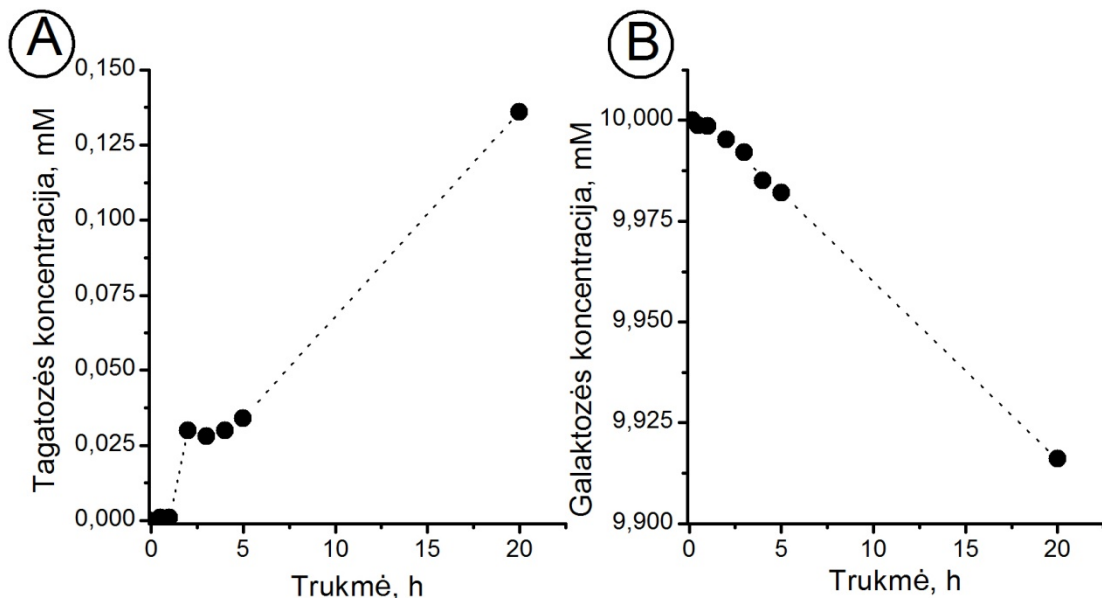 A
Tagatozės koncentracija, mM
0,150
0,125
0,100
0,075
0,050
0,025
0,000
0 5 10 15 20
Trukmė, h
B
Galaktozės koncentracija, mM
10,000
9,975
9,950
9,925
9,900
0 5 10 15 20
Trukmė, h